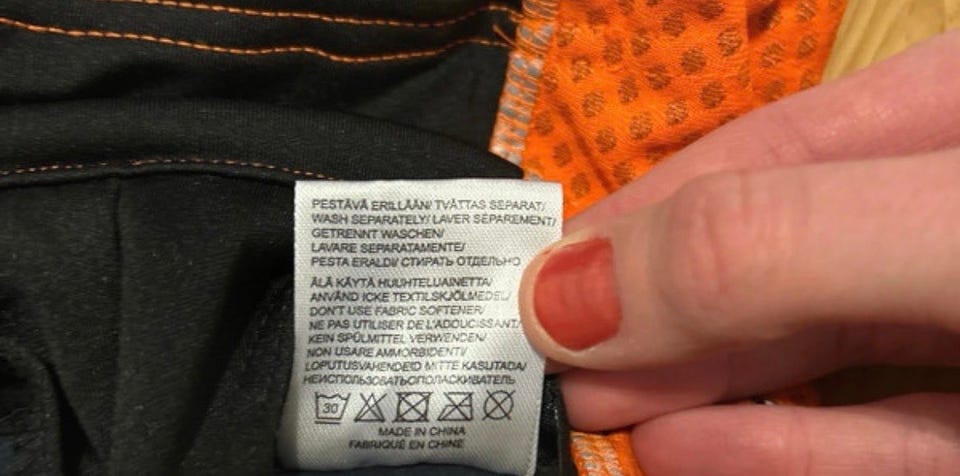 PESTÄVÄ ERILLÄÄN/ TVÄTTAS SEPARAT/
WASH SEPARATELY/ LAVER SÉPAREMENT/
GETRENNT WASCHEN/
LAVARE SEPARATAMENTE/
PESTA ERALDI/ СТИРАТЬ ОТДЕЛЬНО
ÄLÄ KÄYTÄ HUUHTELUAINETTA/
ANVÄND ICKE TEXTILSKJÖLMEDEL/
DON'T USE FABRIC SOFTENER/
NE PAS UTILISER DE L'ADOUCISSANT/
KEIN SPÜLMITTEL VERWENDEN/
NON USARE AMMORBIDENTI/
LOPUTUSVAHENDEID MITTE KASUTADA/
НЕИСПОЛЬЗОВАТЬОПОЛАСКИВАТЕЛЬ
30
MADE IN CHINA
FABRIQUÉ EN CHINE